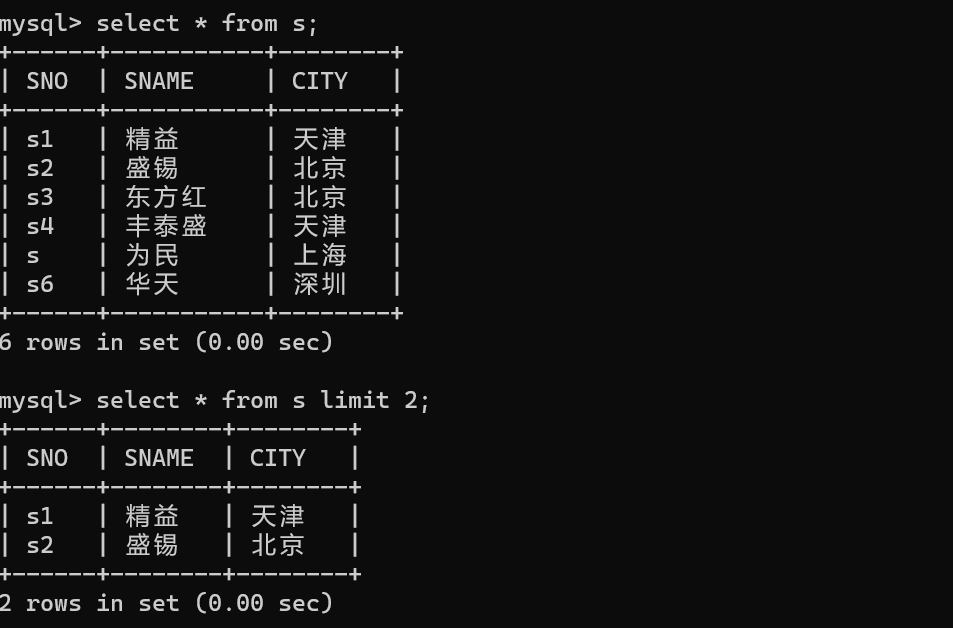 mysql> select * from s;
+------+-----------+--------+
| SNO  | SNAME     | CITY   |
+------+-----------+--------+
| s1   | 精益      | 天津   |
| s2   | 盛锡      | 北京   |
| s3   | 东方红    | 北京   |
| s4   | 丰泰盛    | 天津   |
| s    | 为民      | 上海   |
| s6   | 华天      | 深圳   |
+------+-----------+--------+
6 rows in set (0.00 sec)

mysql> select * from s limit 2;
+------+--------+--------+
| SNO  | SNAME  | CITY   |
+------+--------+--------+
| s1   | 精益   | 天津   |
| s2   | 盛锡   | 北京   |
+------+--------+--------+
2 rows in set (0.00 sec)